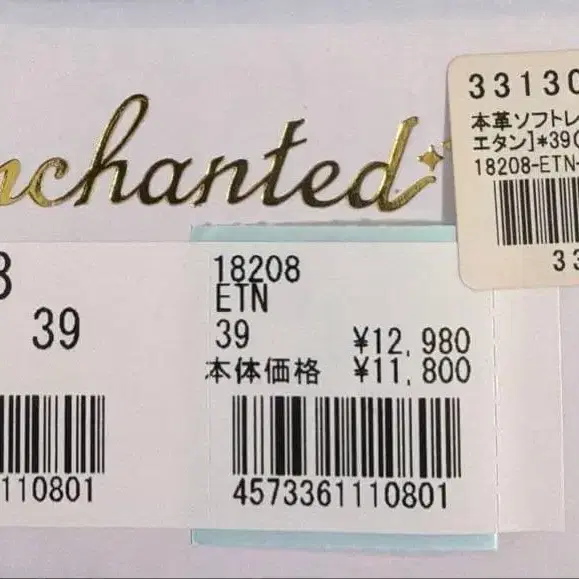 nchanted
33130
本革ソフトレ
エタン]*39
18208-ETN-
33
8
39
110801
18208
ETN
39 ¥12,980
本体価格 ¥11,800
4573361110801